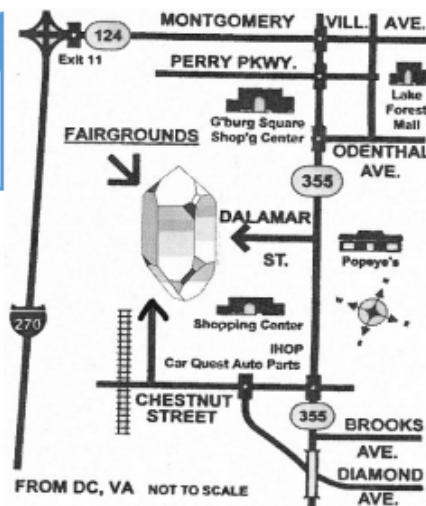 MONTGOMERY VILL. AVE.
124
Exit 11
PERRY PKWY.
Lake
Forest
Mall
G'burg Square
Shop'g Center
FAIRGROUNDS
ODENTHAL
AVE.
355
DALAMAR
ST.
Popeye's
270
Shopping Center
IHOP
Car Quest Auto Parts
CHESTNUT
STREET
355
BROOKS
AVE.
DIAMOND
AVE.
FROM DC, VA NOT TO SCALE